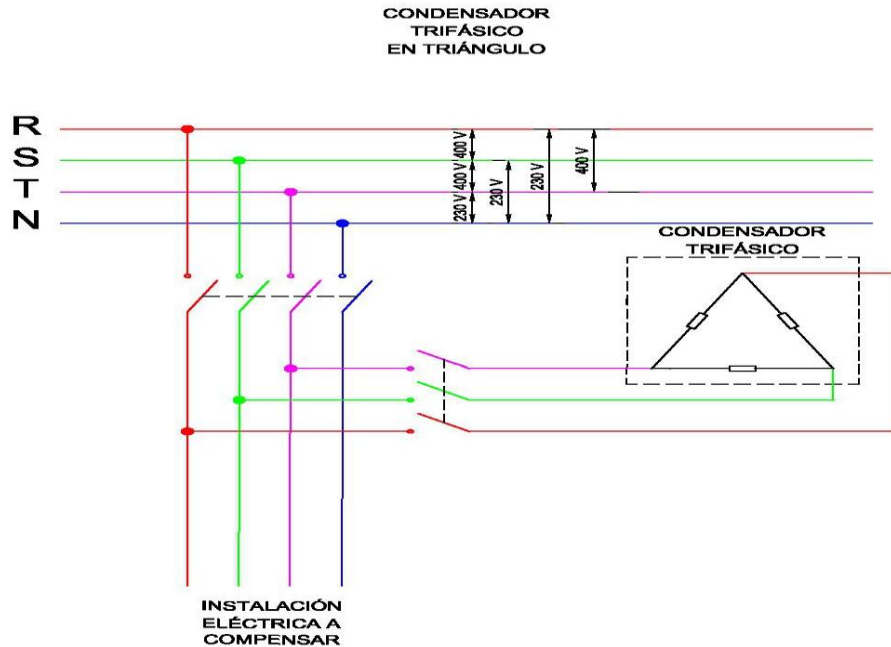 CONDENSADOR
TRIFÁSICO
EN TRIÁNGULO
R
S
T
N
400 V
400 V
230 V
230 V
230 V
400 V
CONDENSADOR
TRIFÁSICO
INSTALACIÓN
ELÉCTRICA A
COMPENSAR